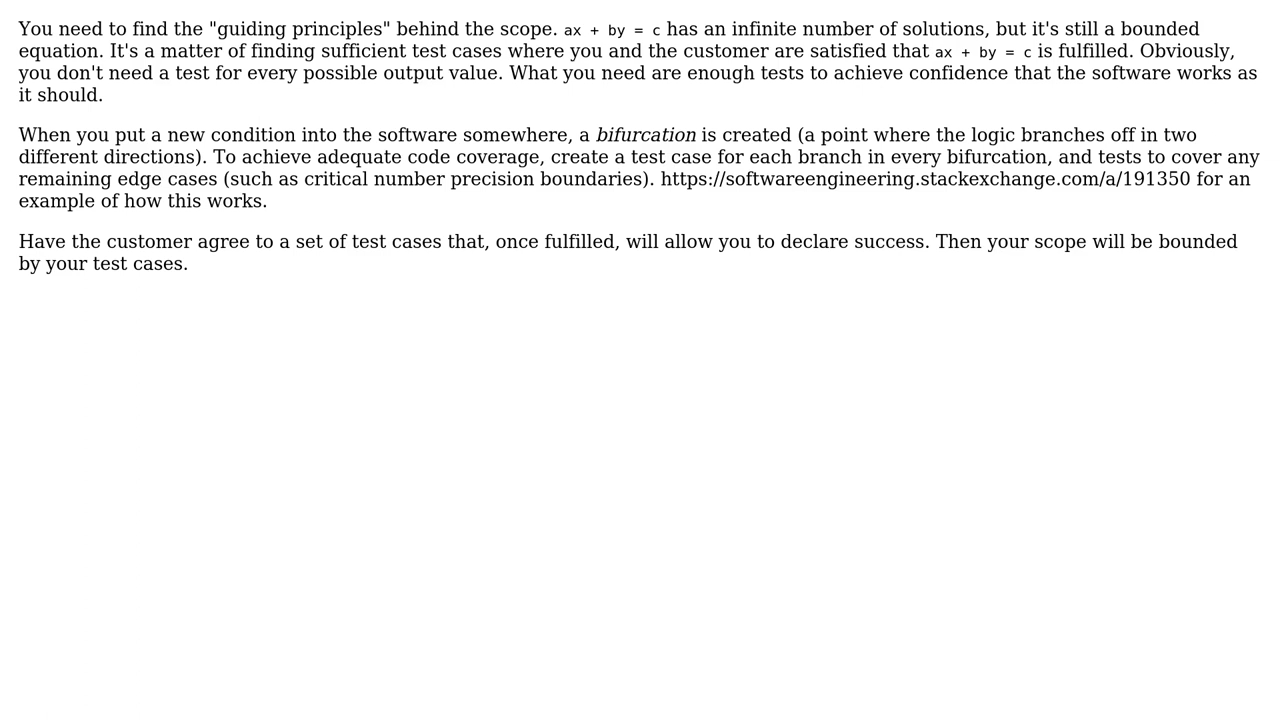 You need to find the "guiding principles" behind the scope. ax + by = c has an infinite number of solutions, but it's still a bounded
equation. It's a matter of finding sufficient test cases where you and the customer are satisfied that ax + by = c is fulfilled. Obviously,
you don't need a test for every possible output value. What you need are enough tests to achieve confidence that the software works as
it should.
When you put a new condition into the software somewhere, a bifurcation is created (a point where the logic branches off in two
different directions). To achieve adequate code coverage, create a test case for each branch in every bifurcation, and tests to cover any
remaining edge cases (such as critical number precision boundaries). https://softwareengineering.stackexchange.com/a/191350 for an
example of how this works.
Have the customer agree to a set of test cases that, once fulfilled, will allow you to declare success. Then your scope will be bounded
by your test cases.